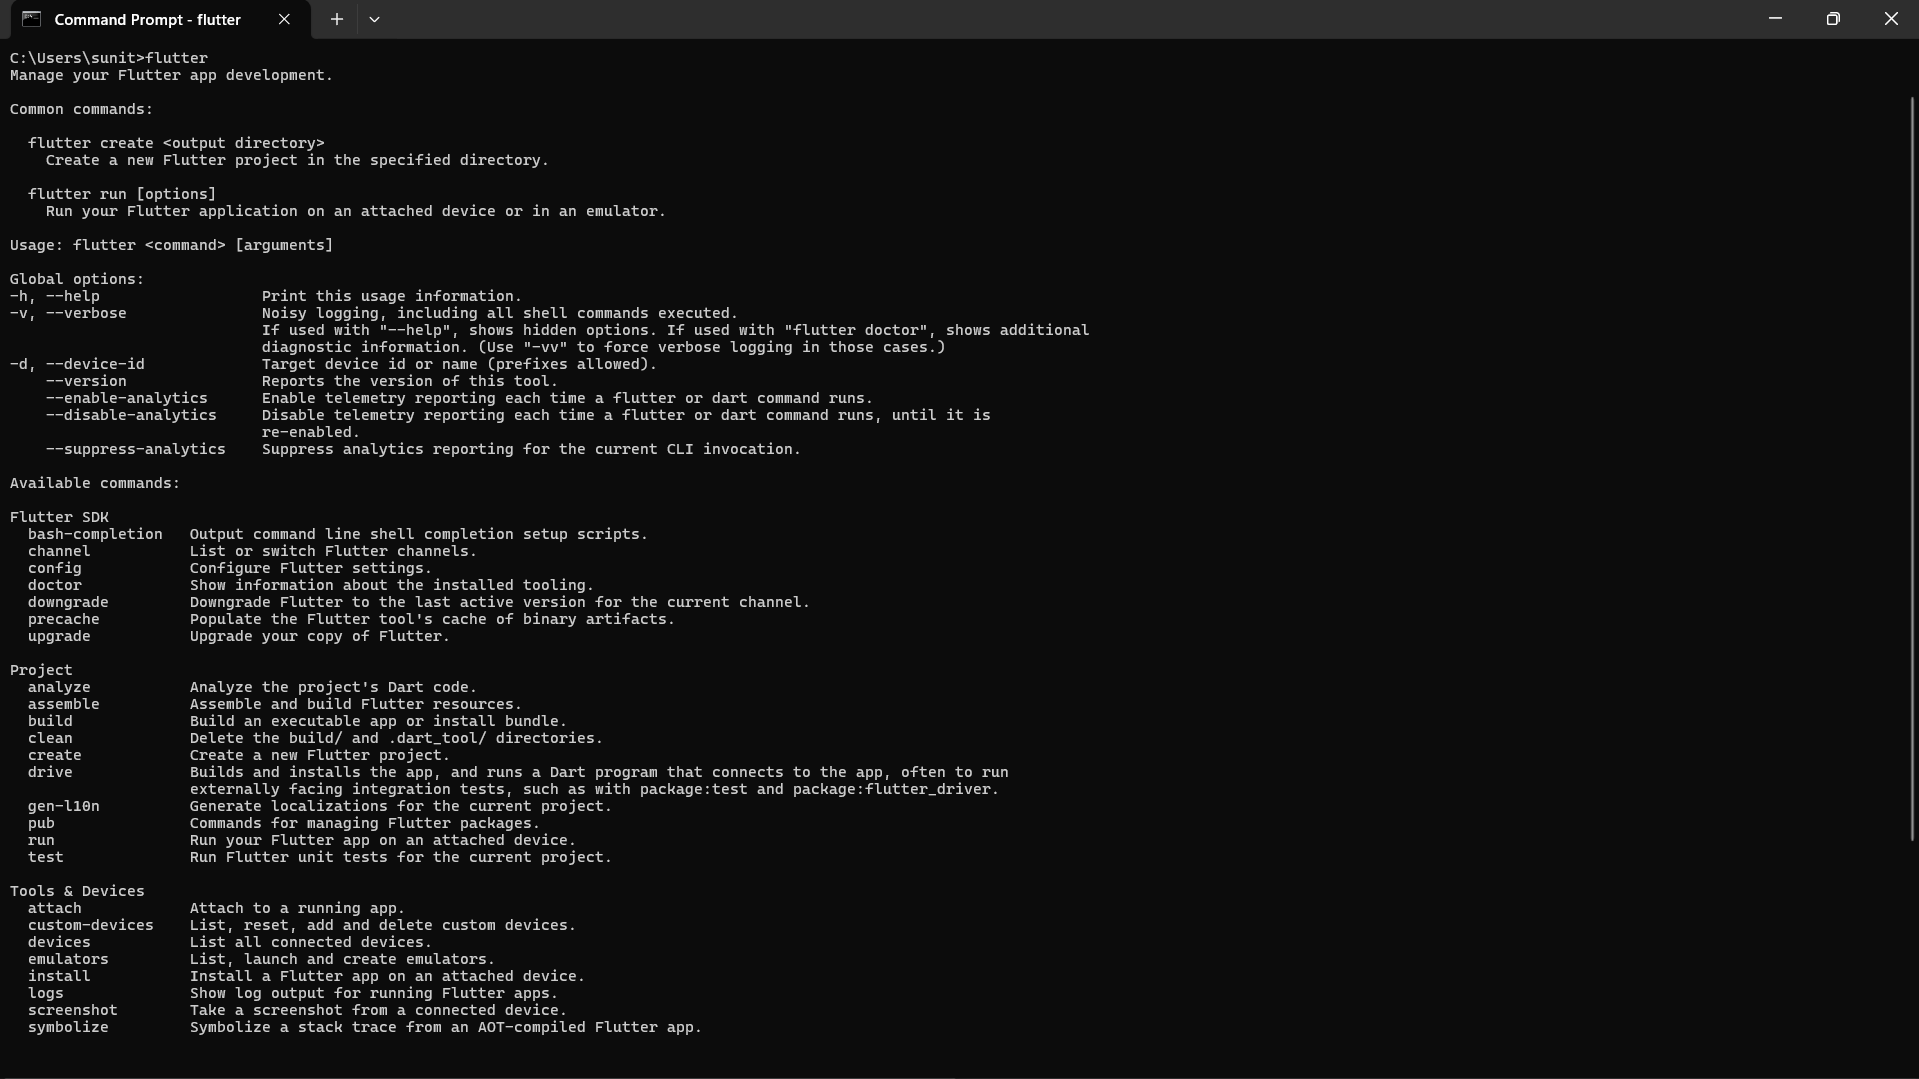 Command Prompt - flutter
C:\Users\sunit>flutter
Manage your Flutter app development.
Common commands:
flutter create <output directory>
Create a new Flutter project in the specified directory.
flutter run [options]
Run your Flutter application on an attached device or in an emulator.
Usage: flutter <command> [arguments]
Global options:
-h, --help Print this usage information.
-v, --verbose Noisy logging, including all shell commands executed.
If used with "--help", shows hidden options. If used with "flutter doctor", shows additional
diagnostic information. (Use "-vv" to force verbose logging in those cases.)
-d, --device-id Target device id or name (prefixes allowed).
--version Reports the version of this tool.
--enable-analytics Enable telemetry reporting each time a flutter or dart command runs.
--disable-analytics Disable telemetry reporting each time a flutter or dart command runs, until it is
re-enabled.
--suppress-analytics Suppress analytics reporting for the current CLI invocation.
Available commands:
Flutter SDK
bash-completion Output command line shell completion setup scripts.
channel List or switch Flutter channels.
config Configure Flutter settings.
doctor Show information about the installed tooling.
downgrade Downgrade Flutter to the last active version for the current channel.
precache Populate the Flutter tool's cache of binary artifacts.
upgrade Upgrade your copy of Flutter.
Project
analyze Analyze the project's Dart code.
assemble Assemble and build Flutter resources.
build Build an executable app or install bundle.
clean Delete the build/ and .dart_tool/ directories.
create Create a new Flutter project.
drive Builds and installs the app, and runs a Dart program that connects to the app, often to run
externally facing integration tests, such as with package:test and package:flutter_driver.
gen-l10n Generate localizations for the current project.
pub Commands for managing Flutter packages.
run Run your Flutter app on an attached device.
test Run Flutter unit tests for the current project.
Tools & Devices
attach Attach to a running app.
custom-devices List, reset, add and delete custom devices.
devices List all connected devices.
emulators List, launch and create emulators.
install Install a Flutter app on an attached device.
logs Show log output for running Flutter apps.
screenshot Take a screenshot from a connected device.
symbolize Symbolize a stack trace from an AOT-compiled Flutter app.